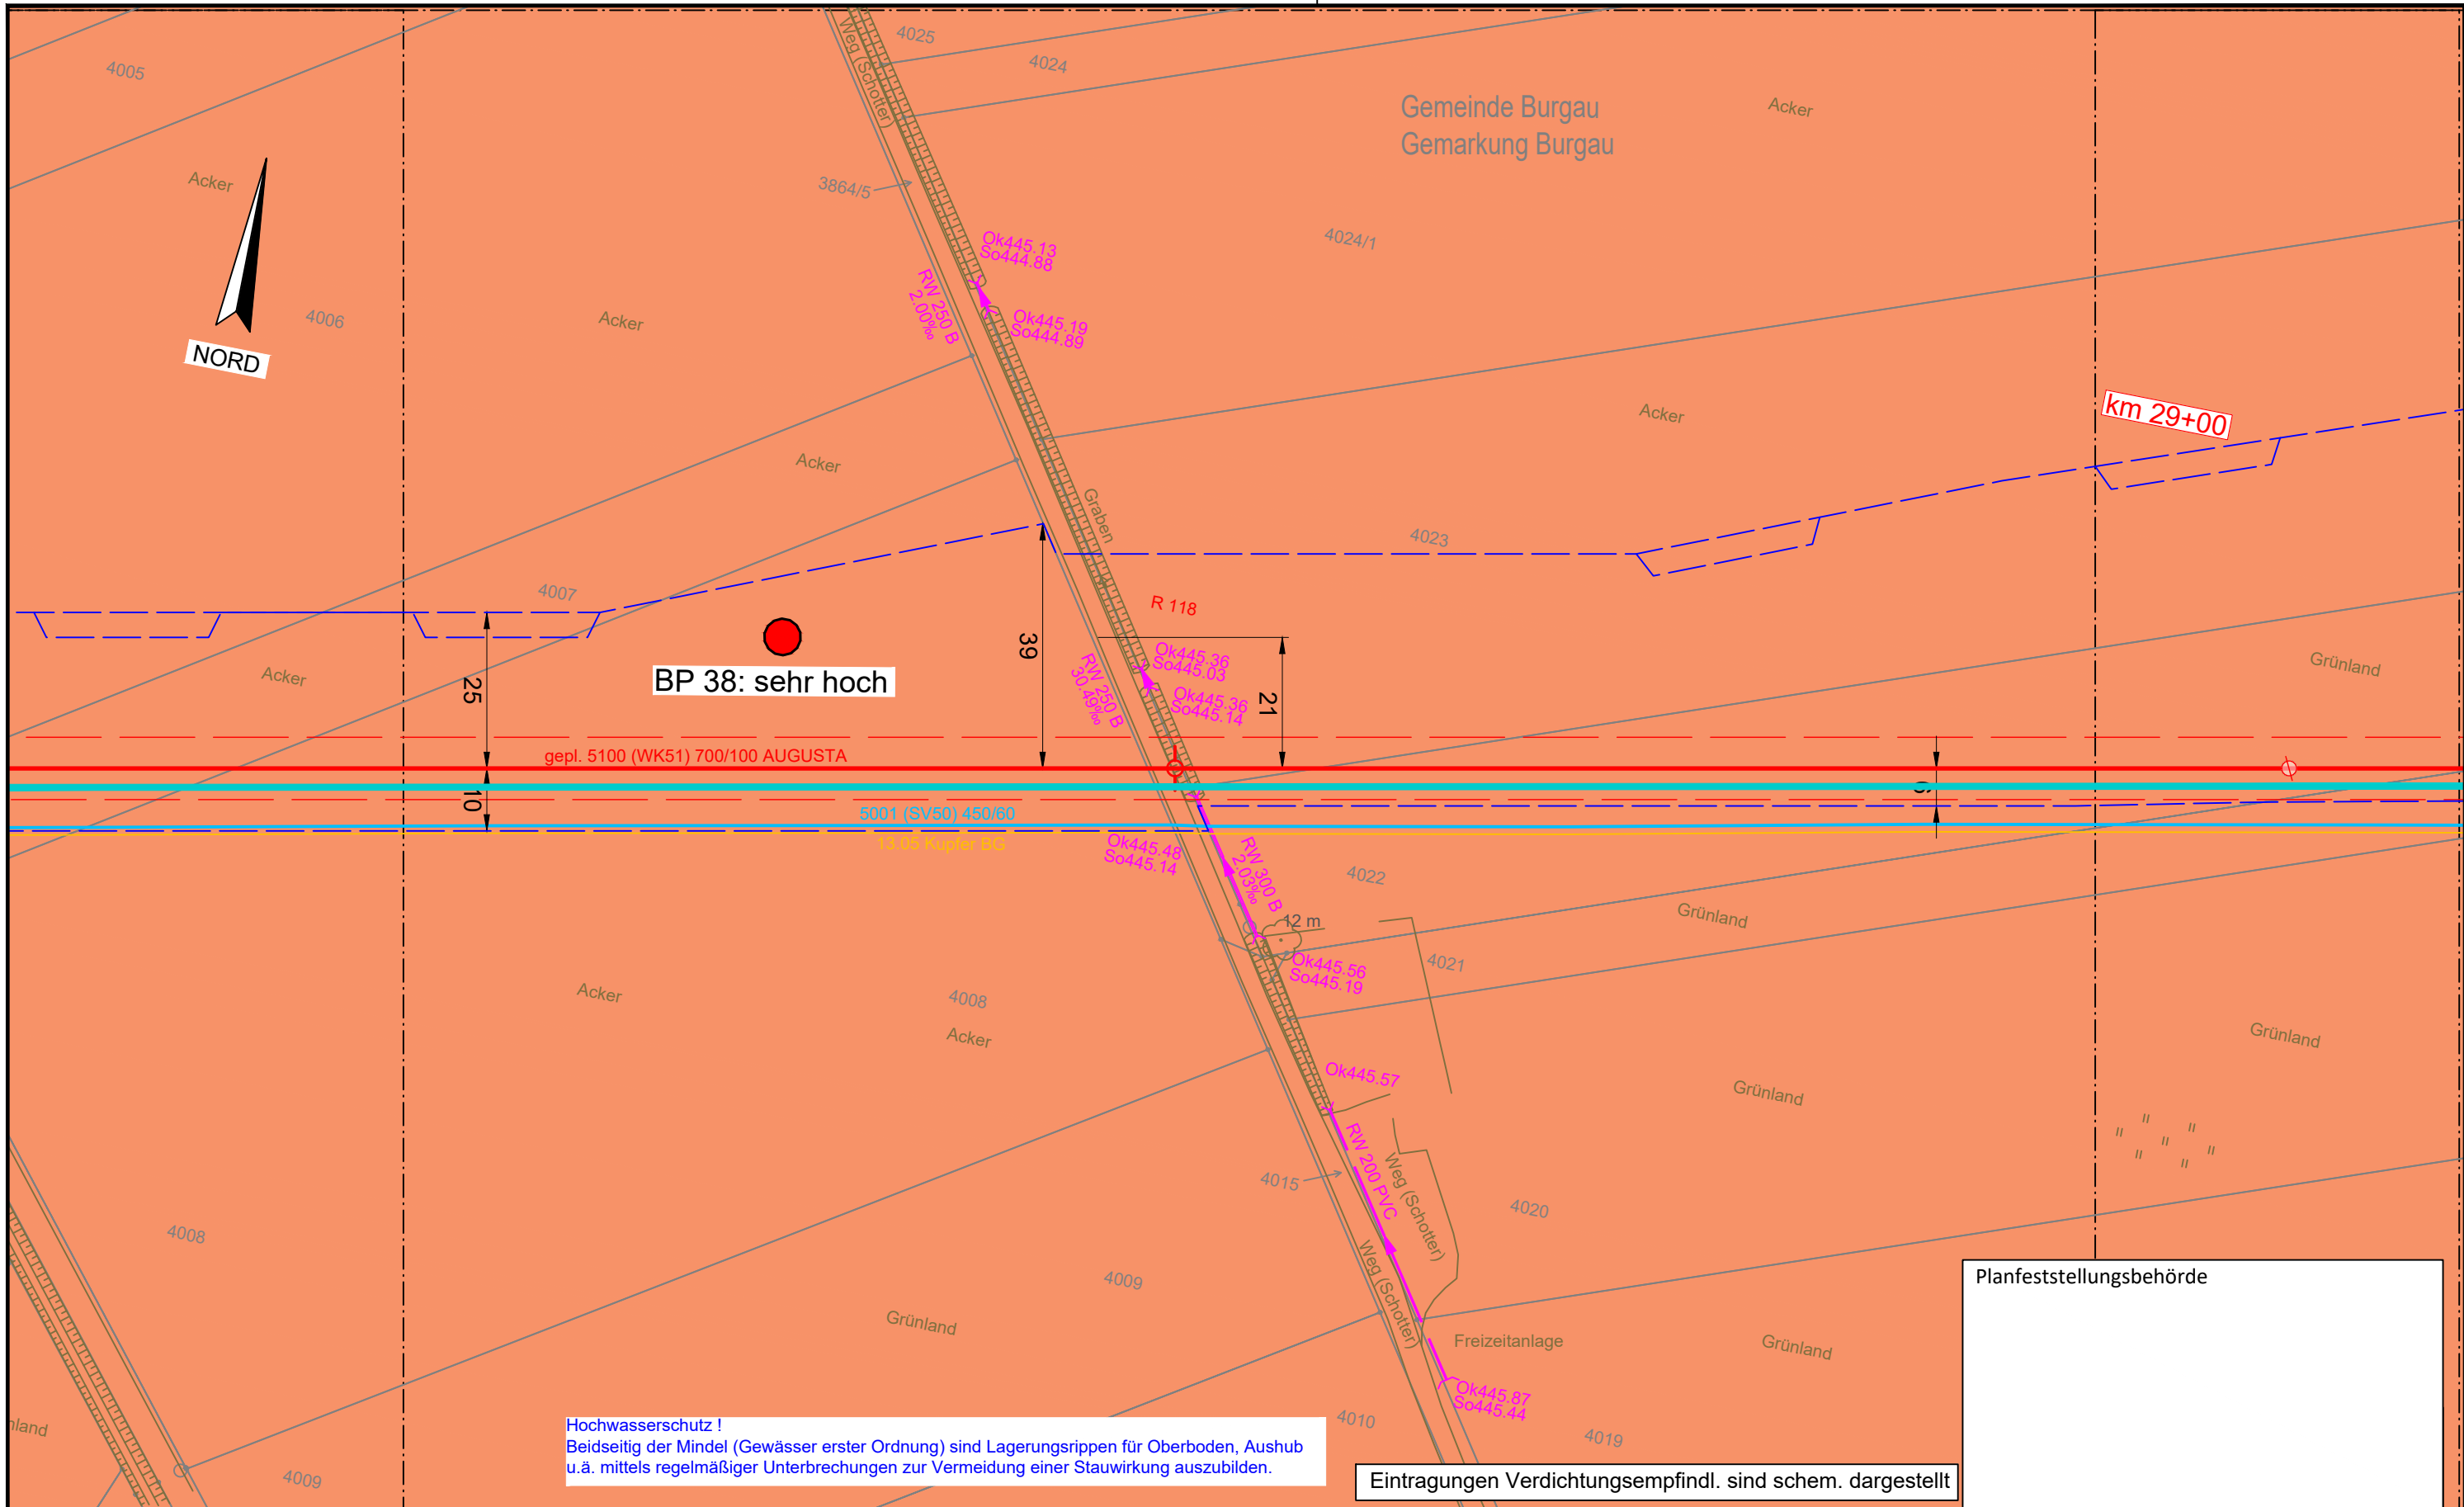 4005
Weg (Schotter)
4025
4024
Gemeinde Burgau
Gemarkung Burgau
Acker
Acker
3864/5
4024/1
Ok445.13
So444.88
RW 250 B
2.00‰
Ok445.19
So444.89
4006
Acker
NORD
Acker
km 29+00
Acker
Graben
4023
4007
R 118
Acker
BP 38: sehr hoch
25
39
21
RW 250 B
30.49‰
Ok445.36
So445.03
Ok445.36
So445.14
Grünland
gepl. 5100 (WK51) 700/100 AUGUSTA
10
5001 (SV50) 450/60
13.05 Kupfer BG
Ok445.48
So445.14
RW 300 B
2.03‰
4022
12 m
Grünland
Ok445.56
So445.19
4021
Acker
4008
Acker
Grünland
Ok445.57
Grünland
RW 200 PVC
Weg (Schotter)
4015
4020
4008
4009
Weg (Schotter)
Planfeststellungsbehörde
Grünland
Freizeitanlage
Grünland
Ok445.87
So445.44
4010
4019
nland
4009
Hochwasserschutz !
Beidseitig der Mindel (Gewässer erster Ordnung) sind Lagerungsrippen für Oberboden, Aushub
u.ä. mittels regelmäßiger Unterbrechungen zur Vermeidung einer Stauwirkung auszubilden.
Eintragungen Verdichtungsempfindl. sind schem. dargestellt